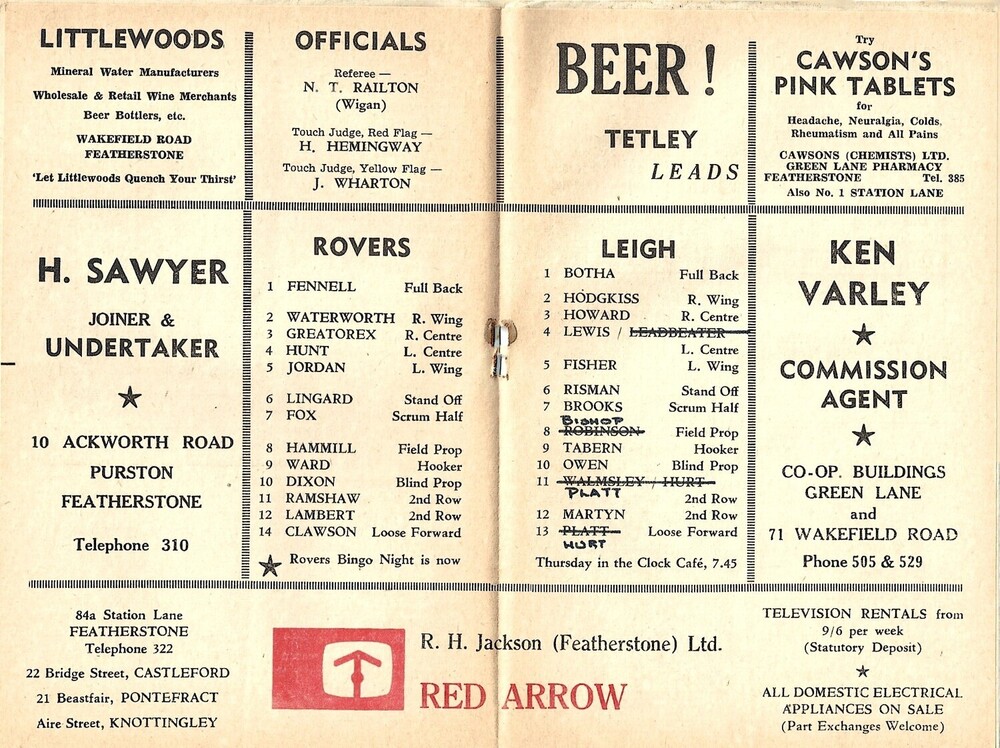 LITTLEWOODS
Mineral Water Manufacturers
Wholesale & Retail Wine Merchants
Beer Bottlers, etc.
WAKEFIELD ROAD
FEATHERSTONE
'Let Littlewoods Quench Your Thirst'
OFFICIALS
Referee —
N. T. RAILTON
(Wigan)
Touch Judge, Red Flag —
H. HEMINGWAY
Touch Judge, Yellow Flag —
J. WHARTON
BEER !
TETLEY
LEADS
Try
CAWSON'S
PINK TABLETS
for
Headache, Neuralgia, Colds,
Rheumatism and All Pains
CAWSONS (CHEMISTS) LTD.
GREEN LANE PHARMACY
FEATHERSTONE Tel. 385
Also No. 1 STATION LANE
H. SAWYER
JOINER &
UNDERTAKER
10 ACKWORTH ROAD
PURSTON
FEATHERSTONE
Telephone 310
ROVERS
1 FENNELL Full Back
2 WATERWORTH R. Wing
3 GREATOREX R. Centre
4 HUNT L. Centre
5 JORDAN L. Wing
6 LINGARD Stand Off
7 FOX Scrum Half
8 HAMMILL Field Prop
9 WARD Hooker
10 DIXON Blind Prop
11 RAMSHAW 2nd Row
12 LAMBERT 2nd Row
14 CLAWSON Loose Forward
Rovers Bingo Night is now
LEIGH
1 BOTHA Full Back
2 HODGKISS R. Wing
3 HOWARD R. Centre
4 LEWIS / LEADBEATER
L. Centre
5 FISHER L. Wing
6 RISMAN Stand Off
7 BROOKS Scrum Half
BISHOP
8 ROBINSON Field Prop
9 TABERN Hooker
10 OWEN Blind Prop
11 WALMSLEY / HURT
PLATT 2nd Row
12 MARTYN 2nd Row
13 PLATT Loose Forward
HURT
Thursday in the Clock Café, 7.45
KEN
VARLEY
COMMISSION
AGENT
CO-OP. BUILDINGS
GREEN LANE
and
71 WAKEFIELD ROAD
Phone 505 & 529
84a Station Lane
FEATHERSTONE
Telephone 322
22 Bridge Street, CASTLEFORD
21 Beastfair, PONTEFRACT
Aire Street, KNOTTINGLEY
R. H. Jackson (Featherstone) Ltd.
RED ARROW
TELEVISION RENTALS from
9/6 per week
(Statutory Deposit)
ALL DOMESTIC ELECTRICAL
APPLIANCES ON SALE
(Part Exchanges Welcome)